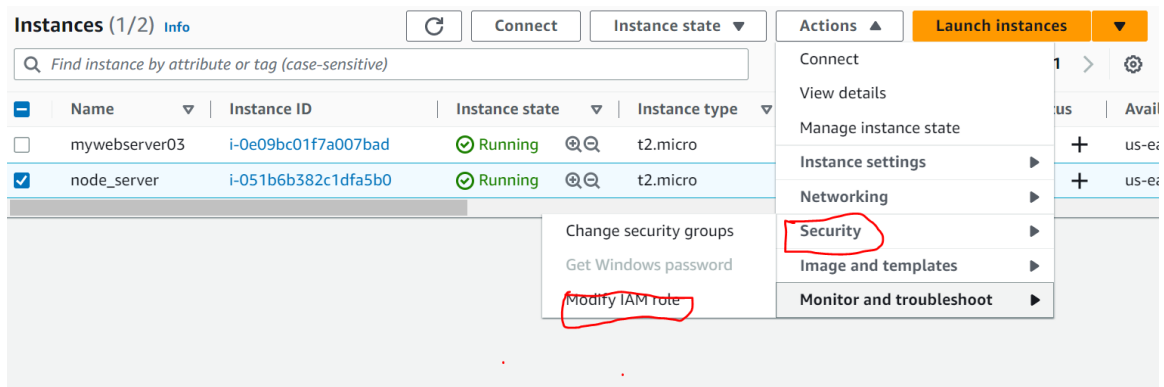 Instances (1/2) Info Connect Instance state Actions Launch instances
Find instance by attribute or tag (case-sensitive) 1
Connect
View details
Manage instance state
Instance settings
Networking
Security
Image and templates
Monitor and troubleshoot
Change security groups
Get Windows password
Modify IAM role
Name Instance ID Instance state Instance type us Avai
mywebserver03 i-0e09bc01f7a007bad Running t2.micro us-ea
node_server i-051b6b382c1dfa5b0 Running t2.micro us-ea